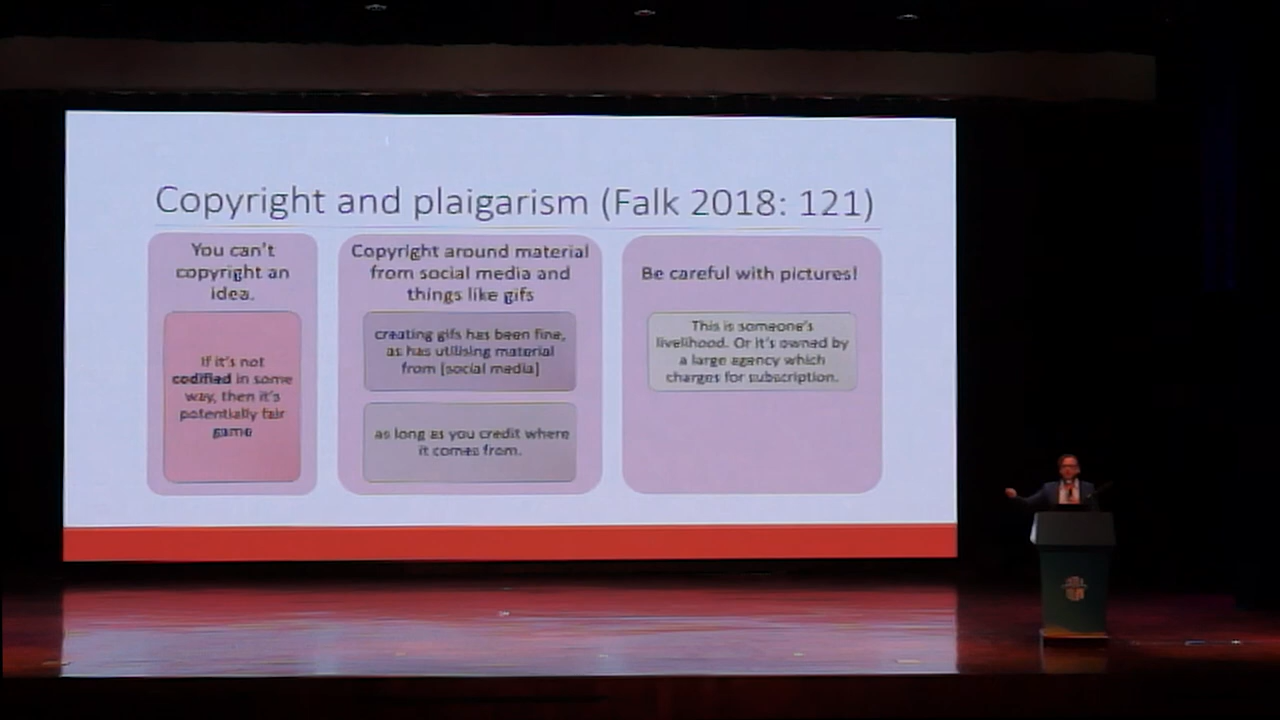 Copyright and plaigarism (Falk 2018: 121)
You can't
copyright an
idea.
If it's not
codified in some
way, then it's
potentially fair
game
Copyright around material
from social media and
things like gifs
creating gifs has been fine,
as has utilising material
from [social media]
as long as you credit where
it comes from.
Be careful with pictures!
This is someone's
livelihood. Or it's owned by
a large agency which
charges for subscription.